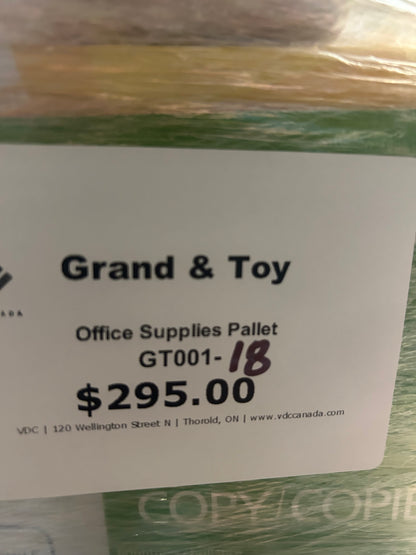 Grand & Toy
ADA
Office Supplies Pallet
GT001-18
$295.00
VDC | 120 Wellington Street N | Thorold, ON | www.vdccanada.com
COPY/COPIE